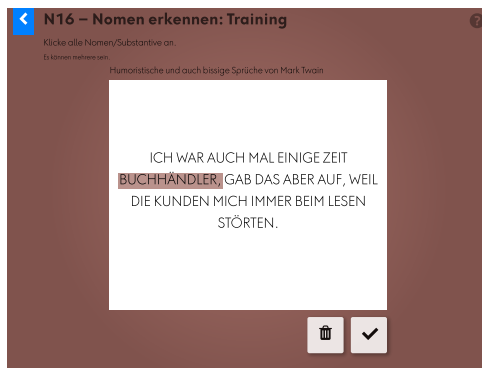 N16 – Nomen erkennen: Training
Klicke alle Nomen/Substantive an.
Es können mehrere sein.
Humoristische und auch bissige Sprüche von Mark Twain
ICH WAR AUCH MAL EINIGE ZEIT
BUCHHÄNDLER, GAB DAS ABER AUF, WEIL
DIE KUNDEN MICH IMMER BEIM LESEN
STÖRTEN.